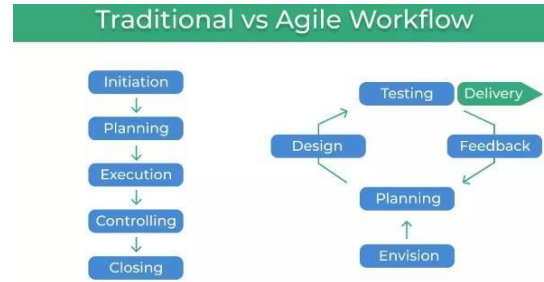 Traditional vs Agile Workflow
Initiation
Planning
Execution
Controlling
Closing
Testing
Delivery
Design
Feedback
Planning
Envision